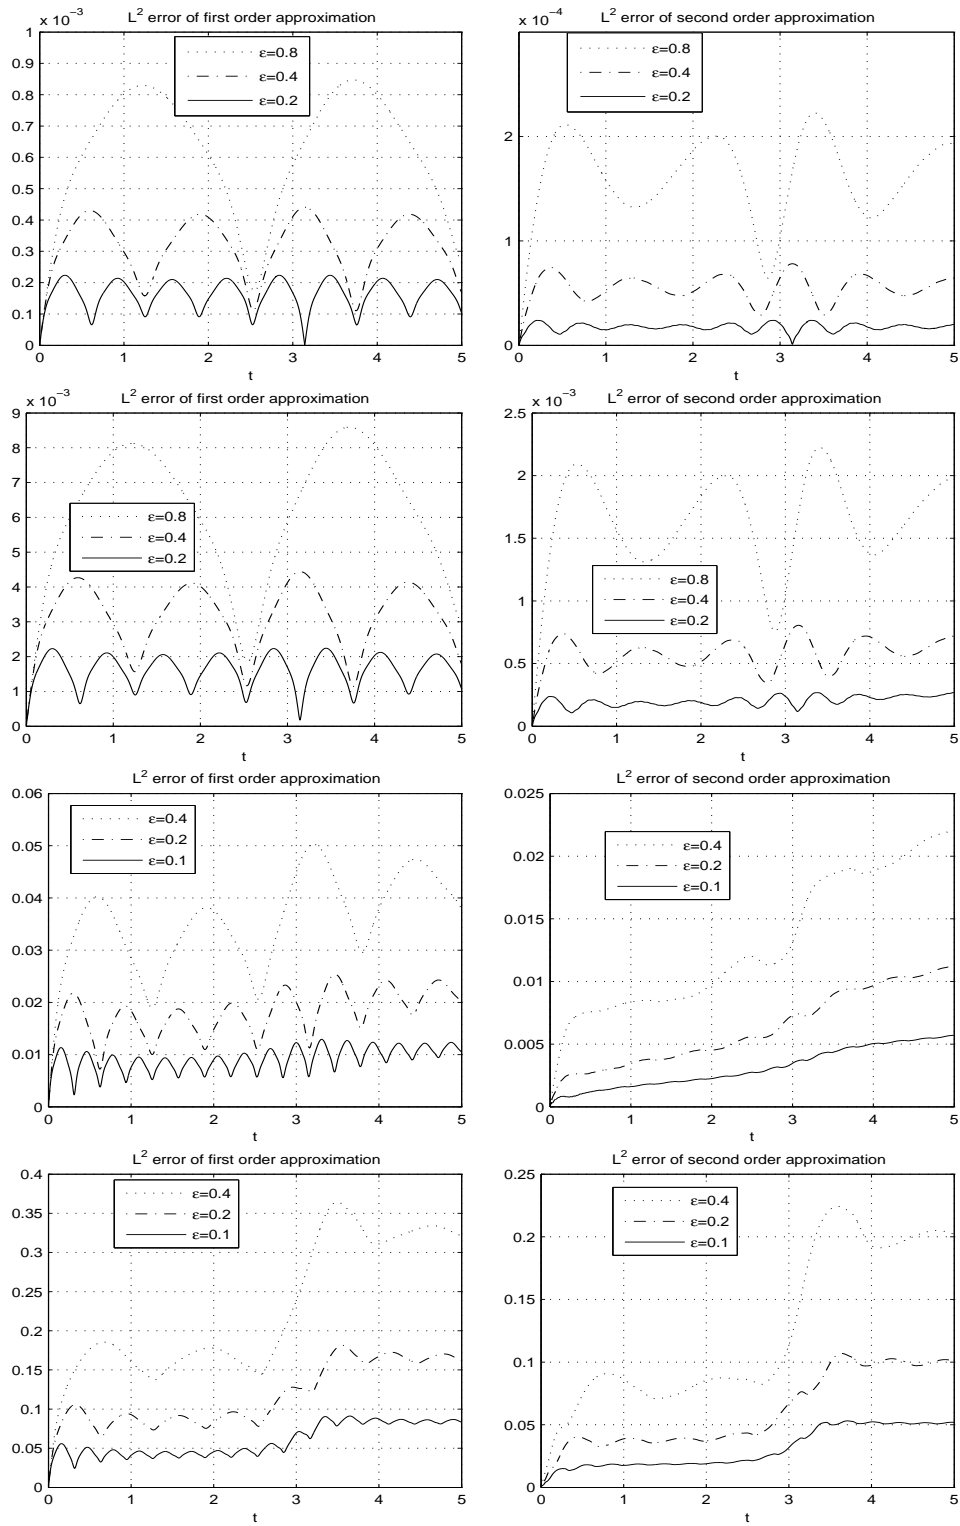 L² error of first order approximation
x 10⁻³
1
0.9
0.8
0.7
0.6
0.5
0.4
0.3
0.2
0.1
0
ε=0.8
ε=0.4
ε=0.2
0 1 2 3 4 5
t
L² error of second order approximation
x 10⁻⁴
2
1
0
ε=0.8
ε=0.4
ε=0.2
0 1 2 3 4 5
t
L² error of first order approximation
x 10⁻³
9
8
7
6
5
4
3
2
1
0
ε=0.8
ε=0.4
ε=0.2
0 1 2 3 4 5
t
L² error of second order approximation
x 10⁻³
2.5
2
1.5
1
0.5
0
ε=0.8
ε=0.4
ε=0.2
0 1 2 3 4 5
t
L² error of first order approximation
0.06
0.05
0.04
0.03
0.02
0.01
0
ε=0.4
ε=0.2
ε=0.1
0 1 2 3 4 5
t
L² error of second order approximation
0.025
0.02
0.015
0.01
0.005
0
ε=0.4
ε=0.2
ε=0.1
0 1 2 3 4 5
t
L² error of first order approximation
0.4
0.35
0.3
0.25
0.2
0.15
0.1
0.05
0
ε=0.4
ε=0.2
ε=0.1
0 1 2 3 4 5
t
L² error of second order approximation
0.25
0.2
0.15
0.1
0.05
0
ε=0.4
ε=0.2
ε=0.1
0 1 2 3 4 5
t